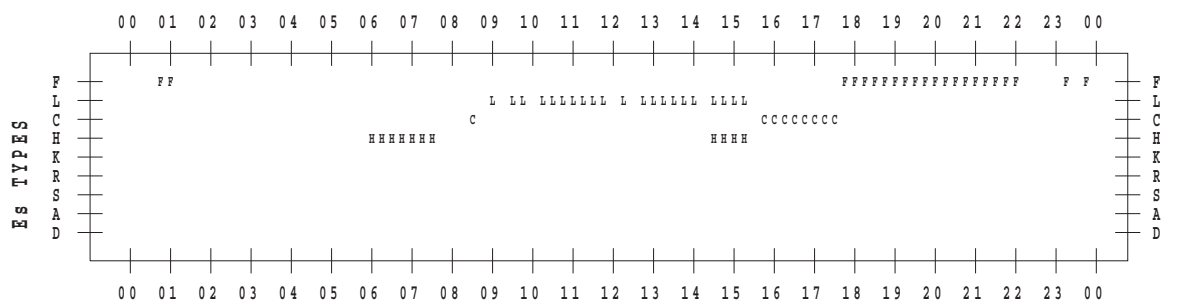 00 01 02 03 04 05 06 07 08 09 10 11 12 13 14 15 16 17 18 19 20 21 22 23 00
Es TYPES
F FF FFFFFFFFFFFFFFFFFF F F F
L L LL LLLLLLL L LLLLLL LLLL L
C C CCCCCCCC C
H HHHHHHH HHHH H
K K
R R
S S
A A
D D
00 01 02 03 04 05 06 07 08 09 10 11 12 13 14 15 16 17 18 19 20 21 22 23 00